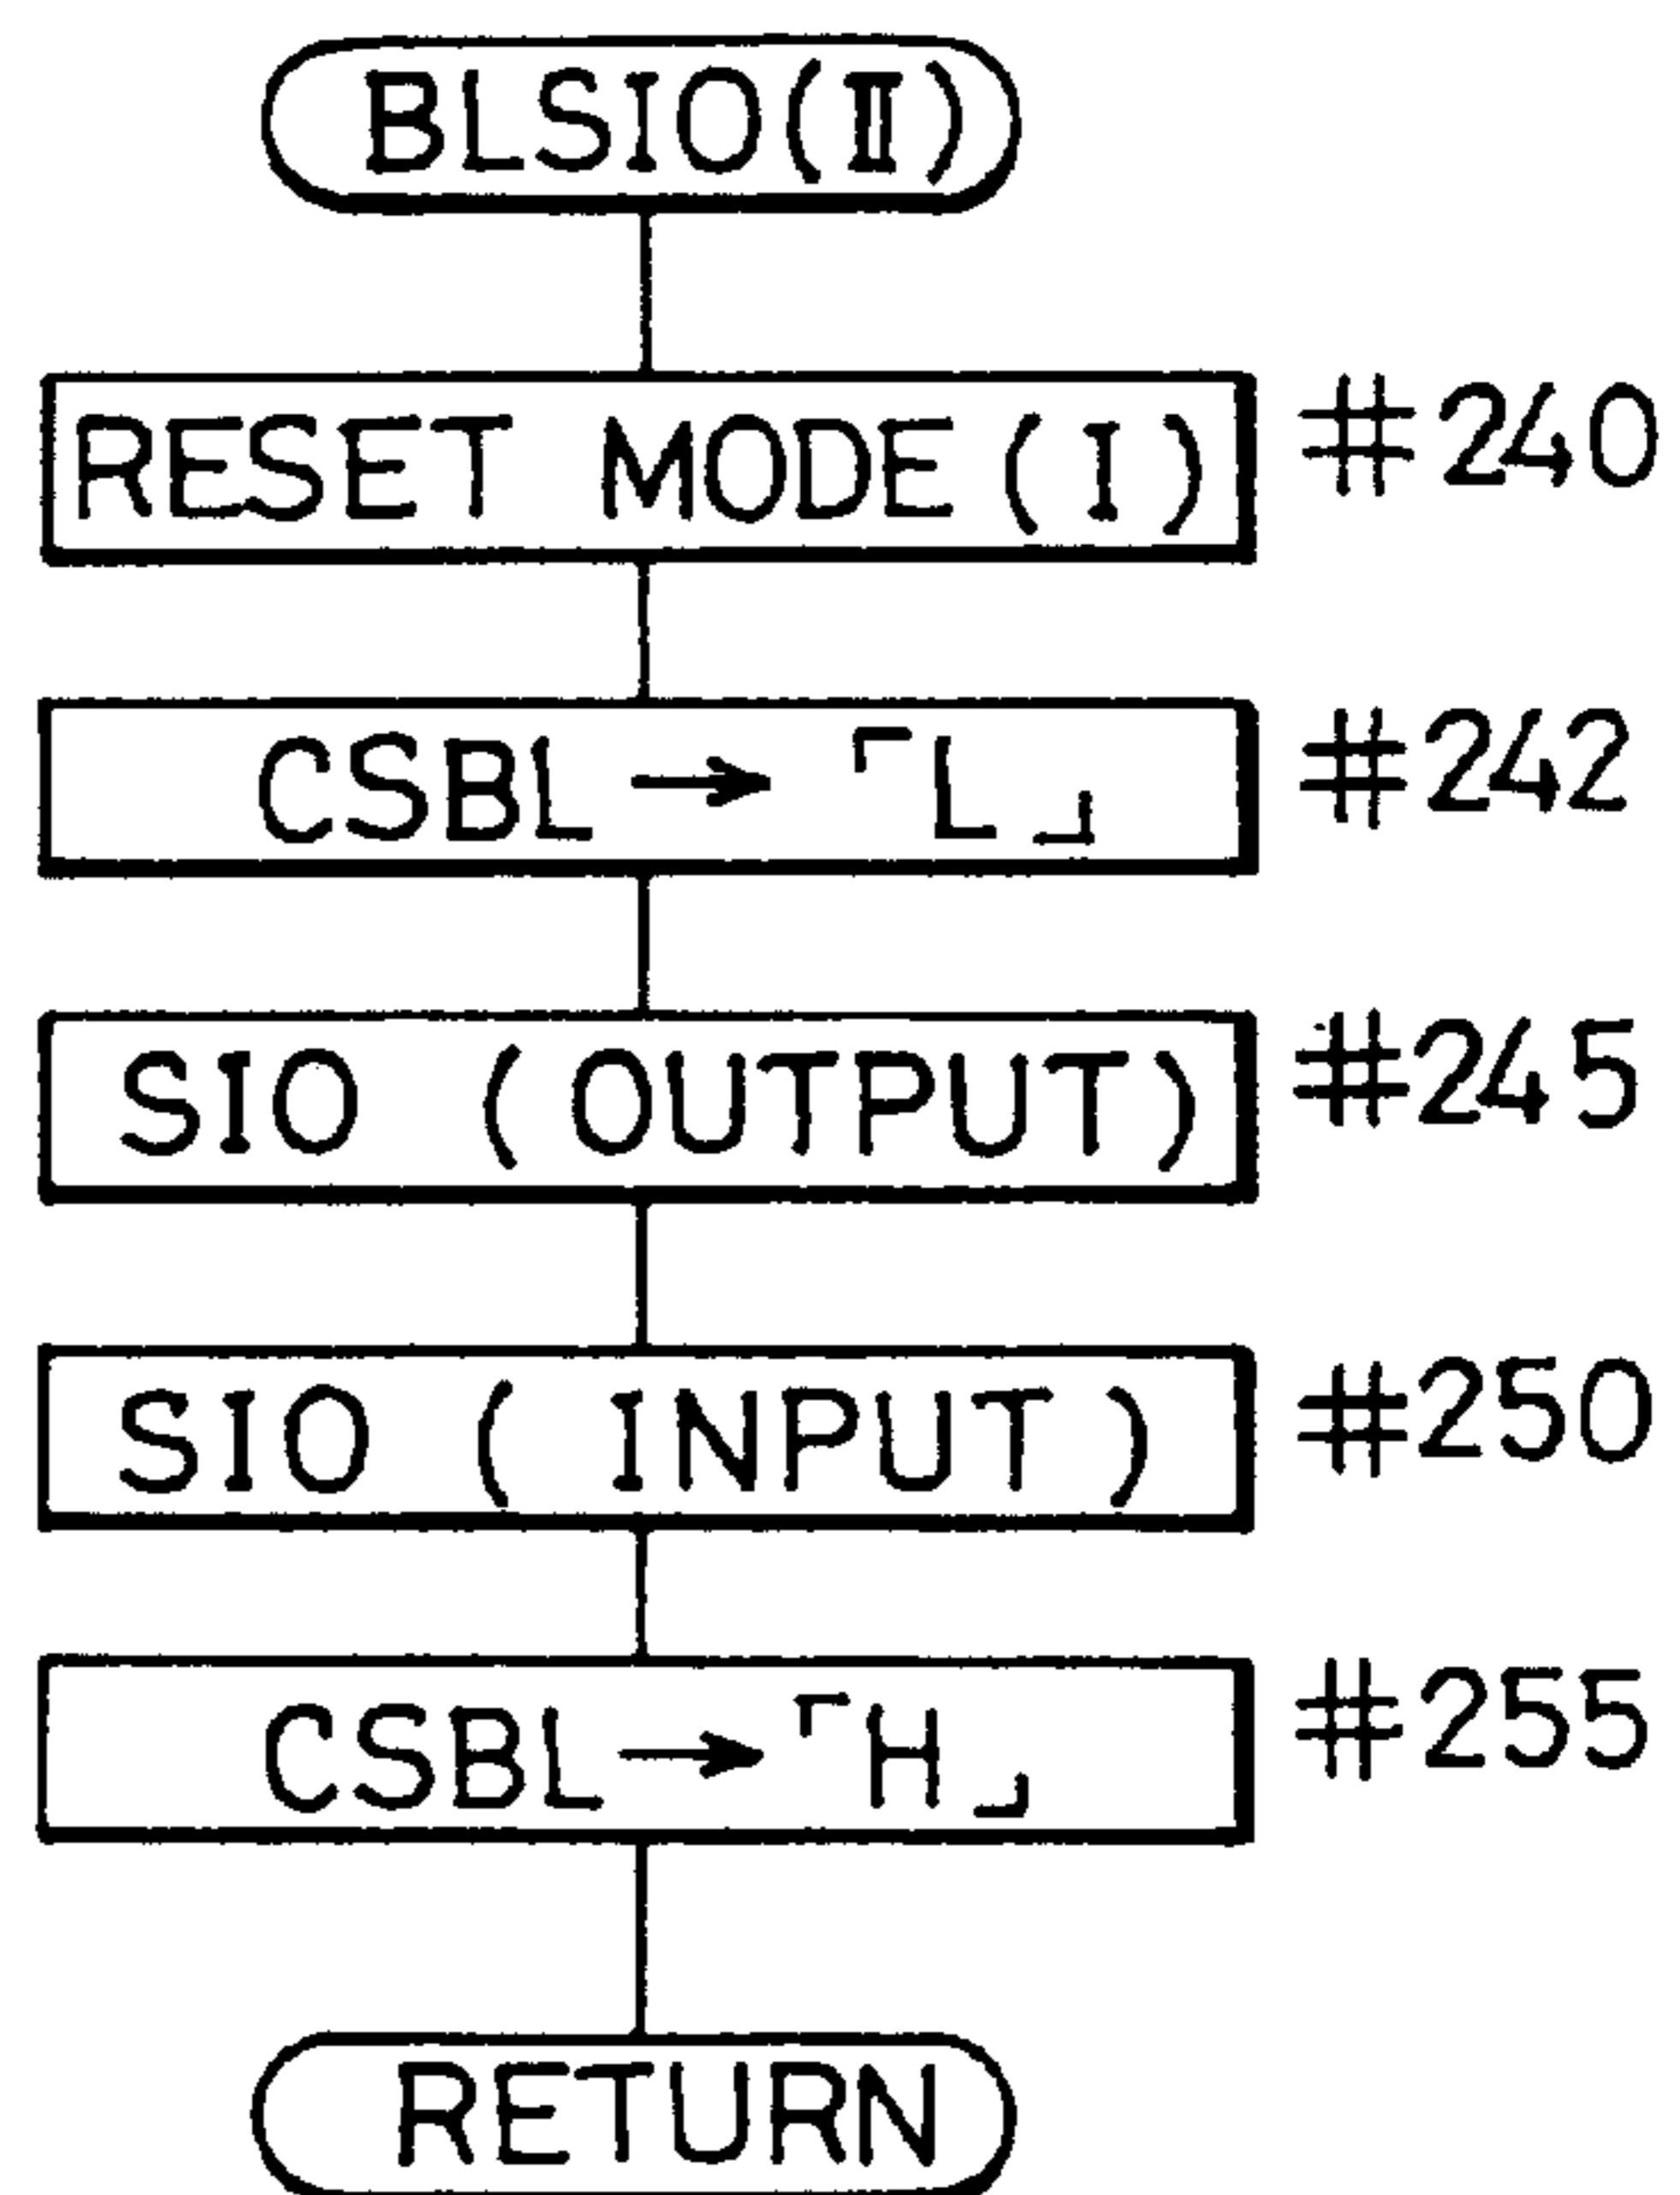 BLSIO(II)
RESET MODE(I) #240
CSBL→「L」 #242
SIO (OUTPUT) #245
SIO (INPUT) #250
CSBL→「H」 #255
RETURN